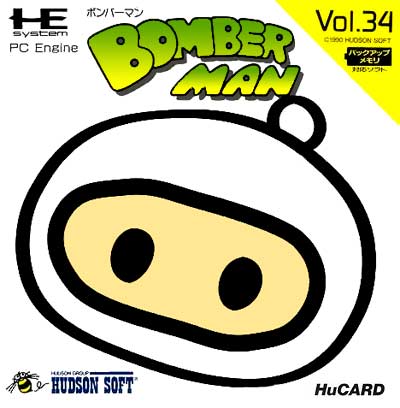 HE
system
PC Engine
ボンバーマン
BOMBER
MAN
Vol.34
©1990 HUDSON SOFT
バックアップ
メモリ
対応ソフト
HUDSON GROUP
HUDSON SOFT®
HuCARD